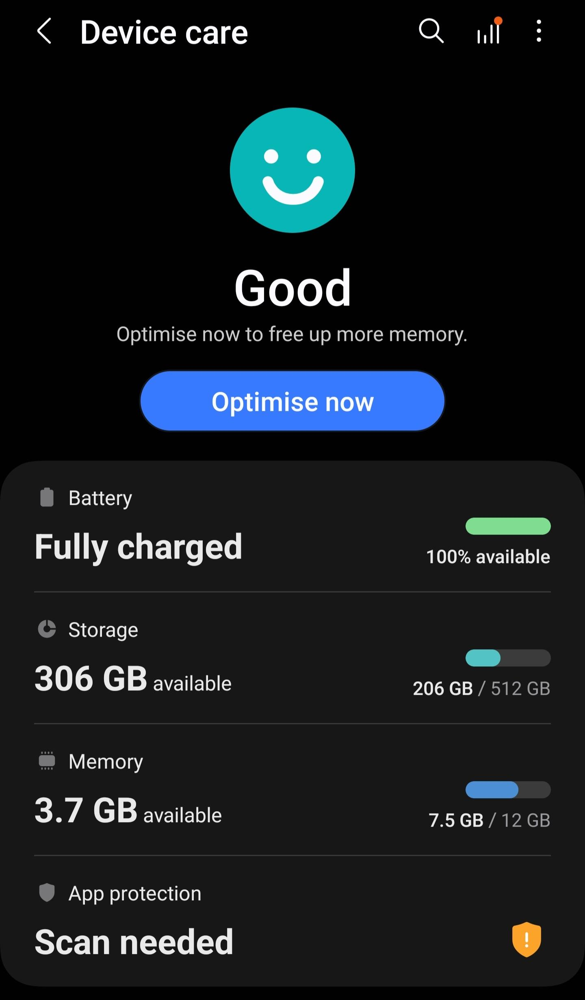 Device care
Good
Optimise now to free up more memory.
Optimise now
Battery
Fully charged
100% available
Storage
306 GB available
206 GB / 512 GB
Memory
3.7 GB available
7.5 GB / 12 GB
App protection
Scan needed